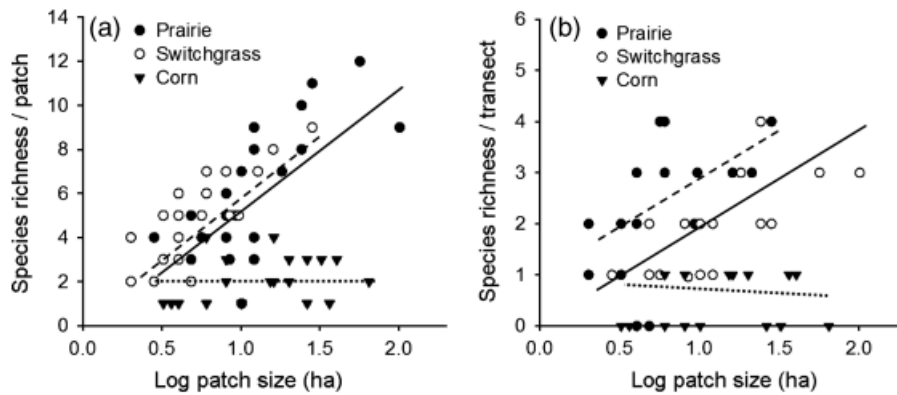 (a)
Prairie
Switchgrass
Corn
Species richness / patch
14
12
10
8
6
4
2
0
0.0 0.5 1.0 1.5 2.0
Log patch size (ha)
(b)
Prairie
Switchgrass
Corn
Species richness / transect
6
5
4
3
2
1
0
0.0 0.5 1.0 1.5 2.0
Log patch size (ha)